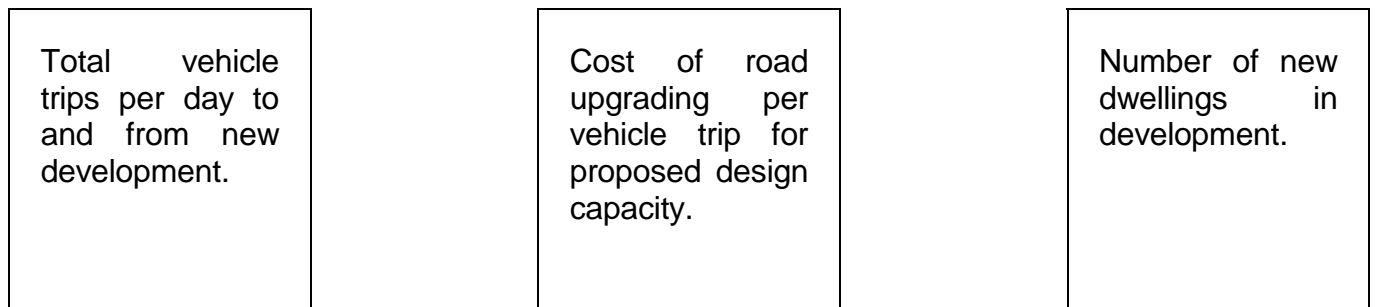 Total vehicle
trips per day to
and from new
development.
Cost of road
upgrading per
vehicle trip for
proposed design
capacity.
Number of new
dwellings in
development.